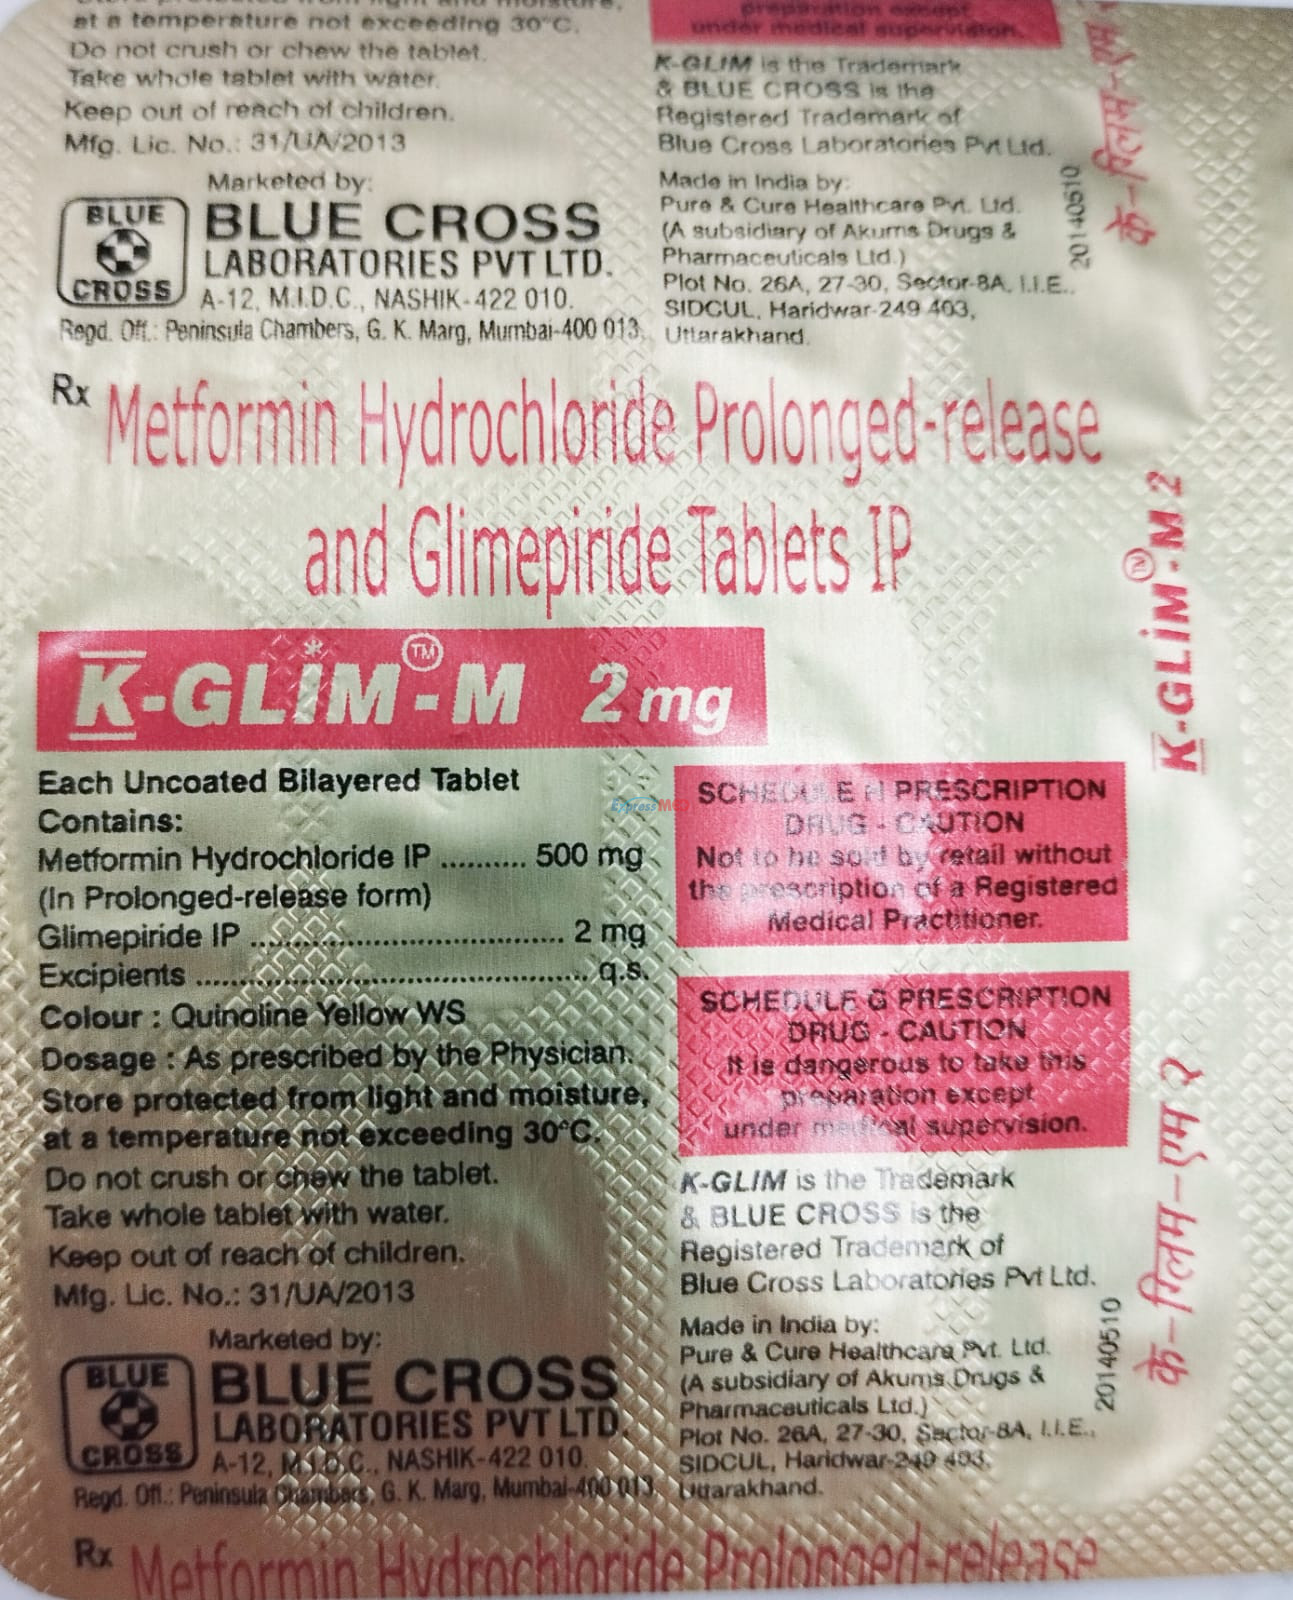 at a temperature not exceeding 30°C.
Do not crush or chew the tablet.
Take whole tablet with water.
Keep out of reach of children.
Mfg. Lic. No.: 31/UA/2013
Marketed by:
BLUE
CROSS
BLUE CROSS
LABORATORIES PVT LTD.
A-12, M.I.D.C., NASHIK-422 010.
Regd. Off.: Peninsula Chambers, G. K. Marg, Mumbai-400 013.
preparation except
under medical supervision.
K-GLIM is the Trademark
& BLUE CROSS is the
Registered Trademark of
Blue Cross Laboratories Pvt Ltd.
Made in India by:
Pure & Cure Healthcare Pvt. Ltd.
(A subsidiary of Akums Drugs &
Pharmaceuticals Ltd.)
Plot No. 26A, 27-30, Sector-8A, I.I.E.,
SIDCUL, Haridwar-249 403,
Uttarakhand.
20140510
के-ग्लिम-
Rx Metformin Hydrochloride Prolonged-release
and Glimepiride Tablets IP
K-GLIM™-M 2 mg
K-GLIM™-M 2
Each Uncoated Bilayered Tablet
Contains:
Metformin Hydrochloride IP .......... 500 mg
(In Prolonged-release form)
Glimepiride IP .................................... 2 mg
Excipients ............................................. q.s.
Colour : Quinoline Yellow WS
Dosage : As prescribed by the Physician.
Store protected from light and moisture,
at a temperature not exceeding 30°C.
Do not crush or chew the tablet.
Take whole tablet with water.
Keep out of reach of children.
Mfg. Lic. No.: 31/UA/2013
Marketed by:
BLUE
CROSS
BLUE CROSS
LABORATORIES PVT LTD.
A-12, M.I.D.C., NASHIK-422 010.
Regd. Off.: Peninsula Chambers, G. K. Marg, Mumbai-400 013.
ExpressMED
SCHEDULE H PRESCRIPTION
DRUG - CAUTION
Not to be sold by retail without
the prescription of a Registered
Medical Practitioner.
SCHEDULE G PRESCRIPTION
DRUG - CAUTION
It is dangerous to take this
preparation except
under medical supervision.
K-GLIM is the Trademark
& BLUE CROSS is the
Registered Trademark of
Blue Cross Laboratories Pvt Ltd.
Made in India by:
Pure & Cure Healthcare Pvt. Ltd.
(A subsidiary of Akums Drugs &
Pharmaceuticals Ltd.)
Plot No. 26A, 27-30, Sector-8A, I.I.E.,
SIDCUL, Haridwar-249 403,
Uttarakhand.
20140510
के-ग्लिम-एम २
Rx Metformin Hydrochloride Prolonged-release